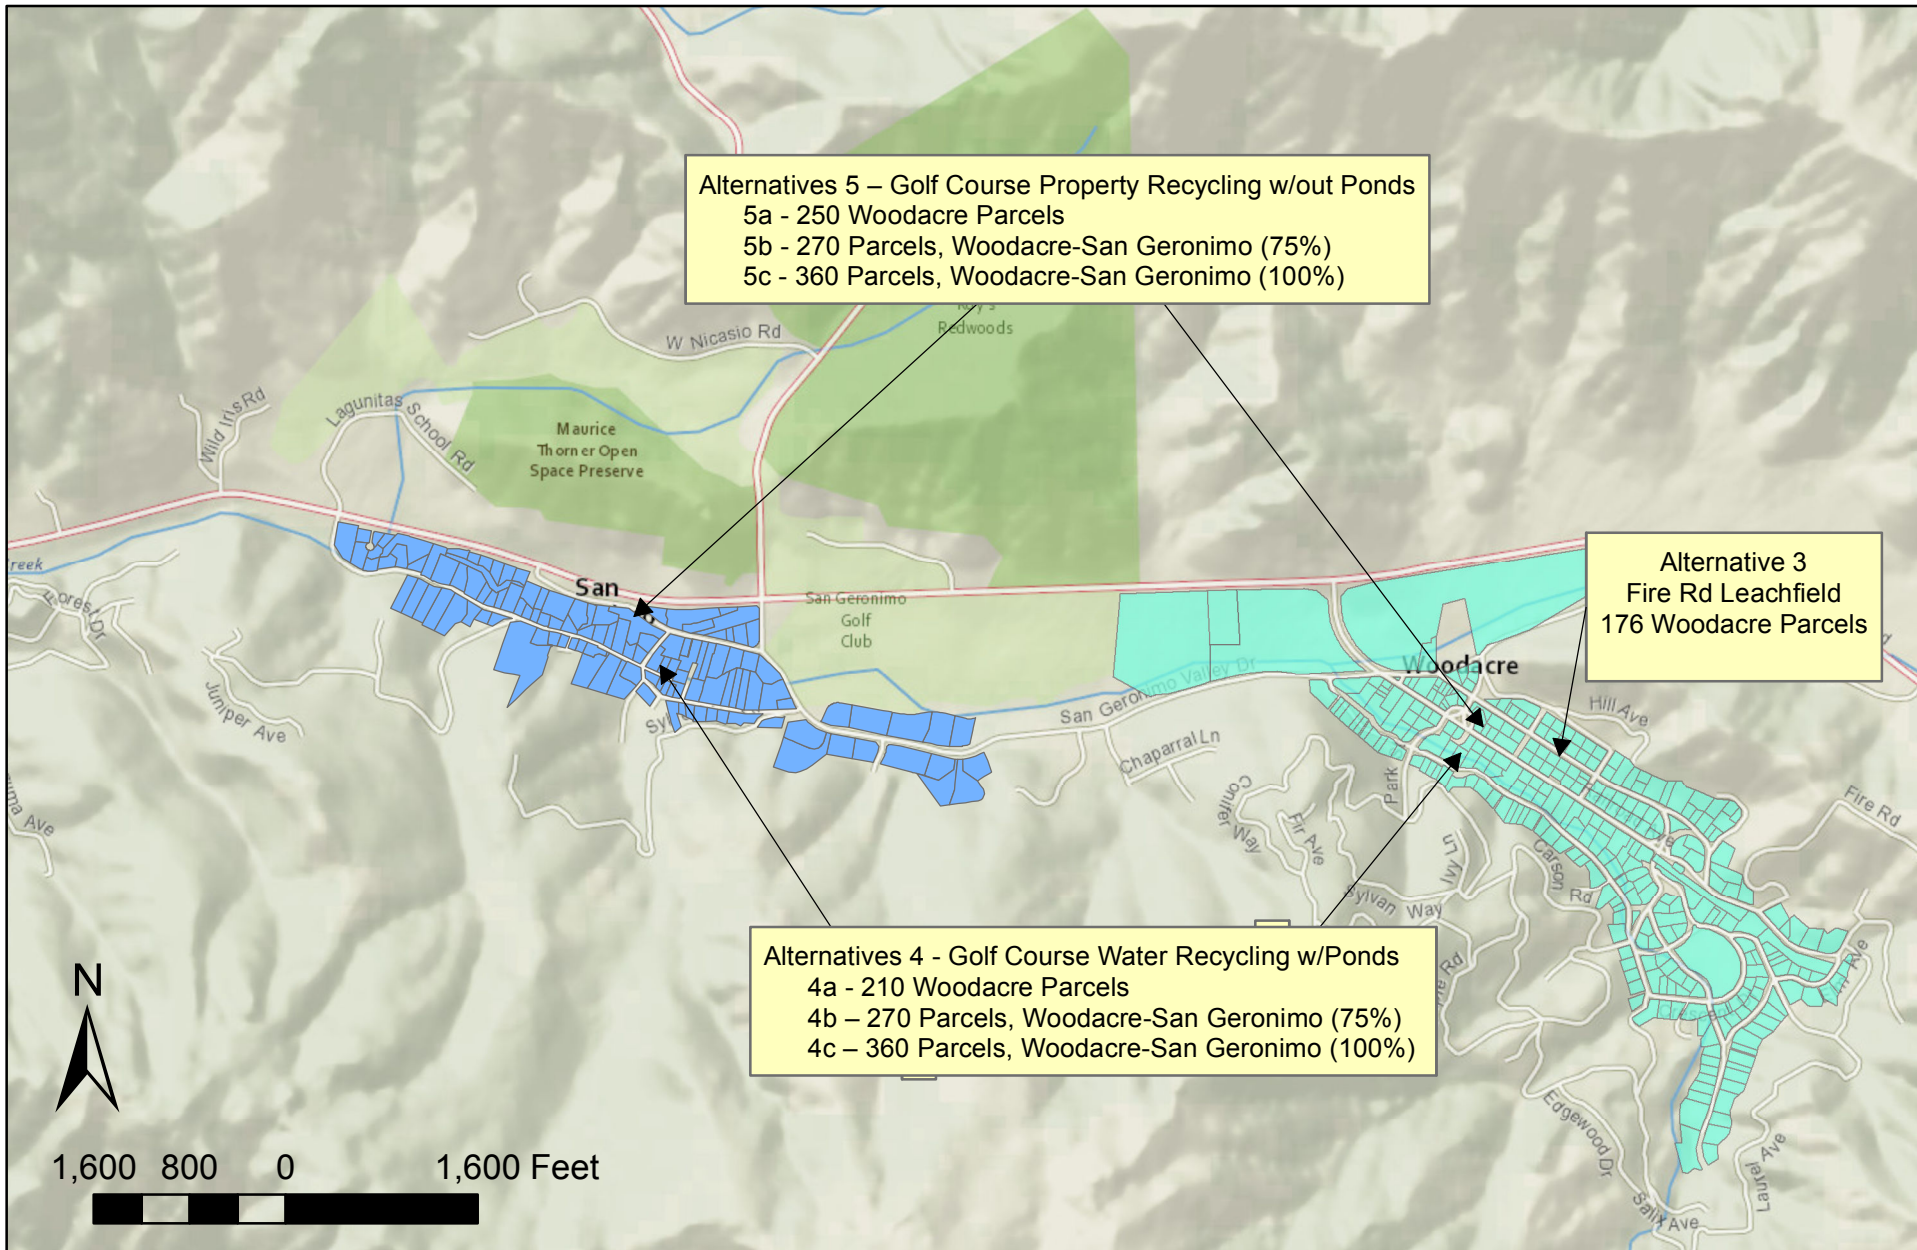 Alternatives 5 – Golf Course Property Recycling w/out Ponds
5a - 250 Woodacre Parcels
5b - 270 Parcels, Woodacre-San Geronimo (75%)
5c - 360 Parcels, Woodacre-San Geronimo (100%)
Redwoods
W Nicasio Rd
Wild Iris Rd
Lagunitas School Rd
Maurice
Thorner Open
Space Preserve
Alternative 3
Fire Rd Leachfield
176 Woodacre Parcels
San
San Geronimo
Golf
Club
Creek
Forest Dr
Juniper Ave
Woodacre
San Geronimo Valley Dr
Hill Ave
Chaparral Ln
Conifer Way
Fir Ave
Park
Ivy Ln
Carson Rd
Sylvan Way
Fire Rd
Ave
Alternatives 4 - Golf Course Water Recycling w/Ponds
4a - 210 Woodacre Parcels
4b – 270 Parcels, Woodacre-San Geronimo (75%)
4c – 360 Parcels, Woodacre-San Geronimo (100%)
Rd
Ave
N
Edgewood Dr
Laurel Ave
Salix Ave
1,600 800 0 1,600 Feet